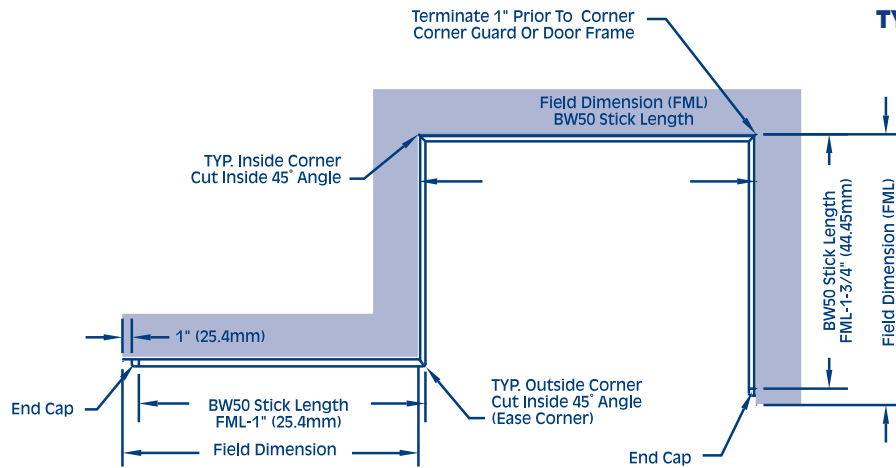 Terminate 1" Prior To Corner
Corner Guard Or Door Frame
TY
Field Dimension (FML)
BW50 Stick Length
TYP. Inside Corner
Cut Inside 45° Angle
BW50 Stick Length
FML-1-3/4" (44.45mm)
Field Dimension (FML)
1" (25.4mm)
End Cap
BW50 Stick Length
FML-1" (25.4mm)
Field Dimension
TYP. Outside Corner
Cut Inside 45° Angle
(Ease Corner)
End Cap